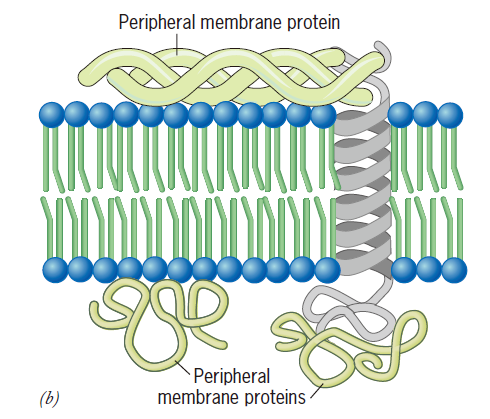 Peripheral membrane protein
Peripheral
membrane proteins
(b)